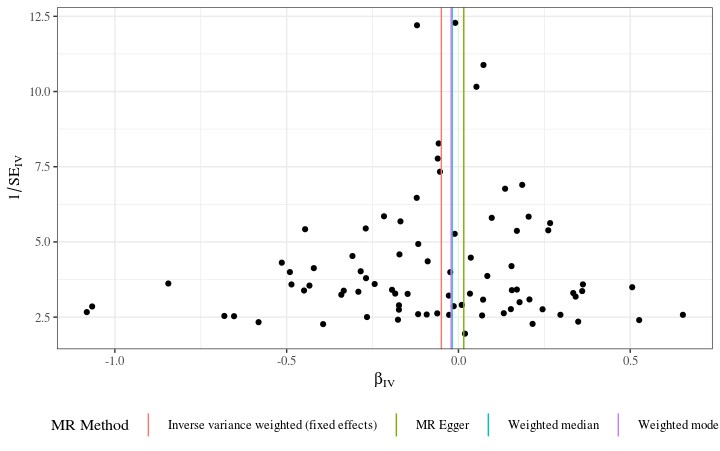 12.5
10.0
7.5
5.0
2.5
1/SE_IV
-1.0 -0.5 0.0 0.5
β_IV
MR Method Inverse variance weighted (fixed effects) MR Egger Weighted median Weighted mode